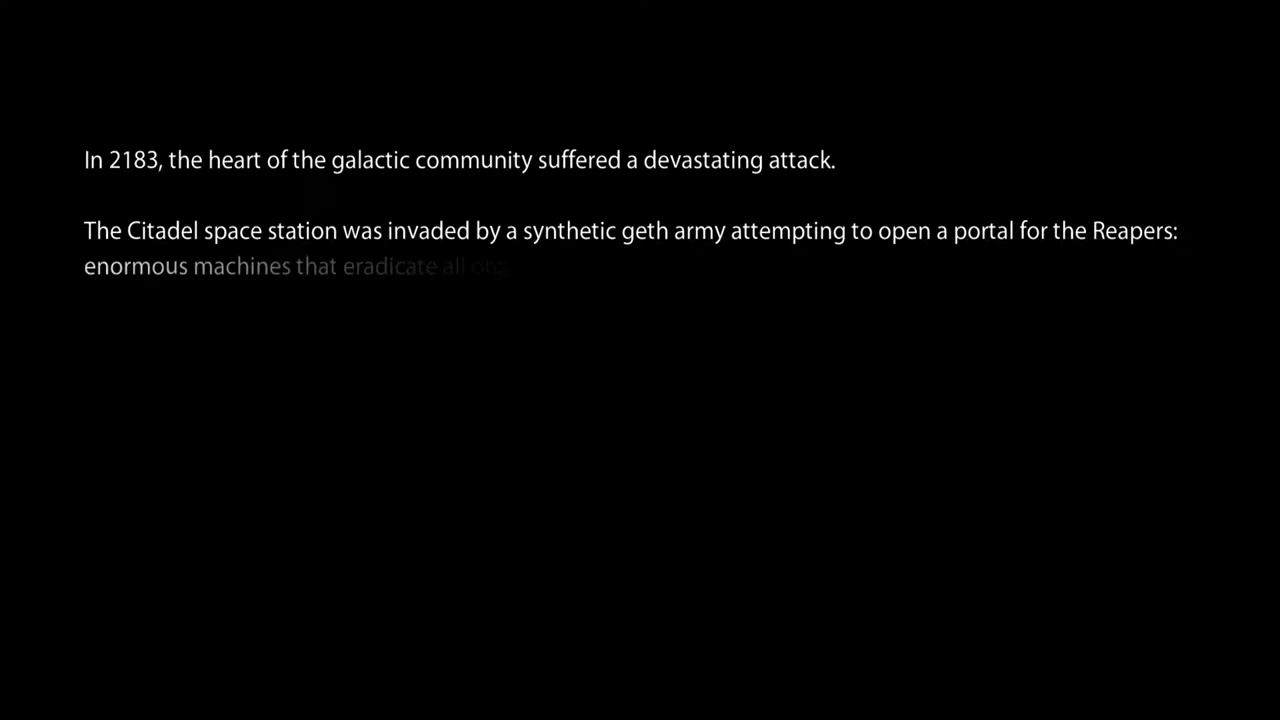 In 2183, the heart of the galactic community suffered a devastating attack.
The Citadel space station was invaded by a synthetic geth army attempting to open a portal for the Reapers:
enormous machines that eradicate all